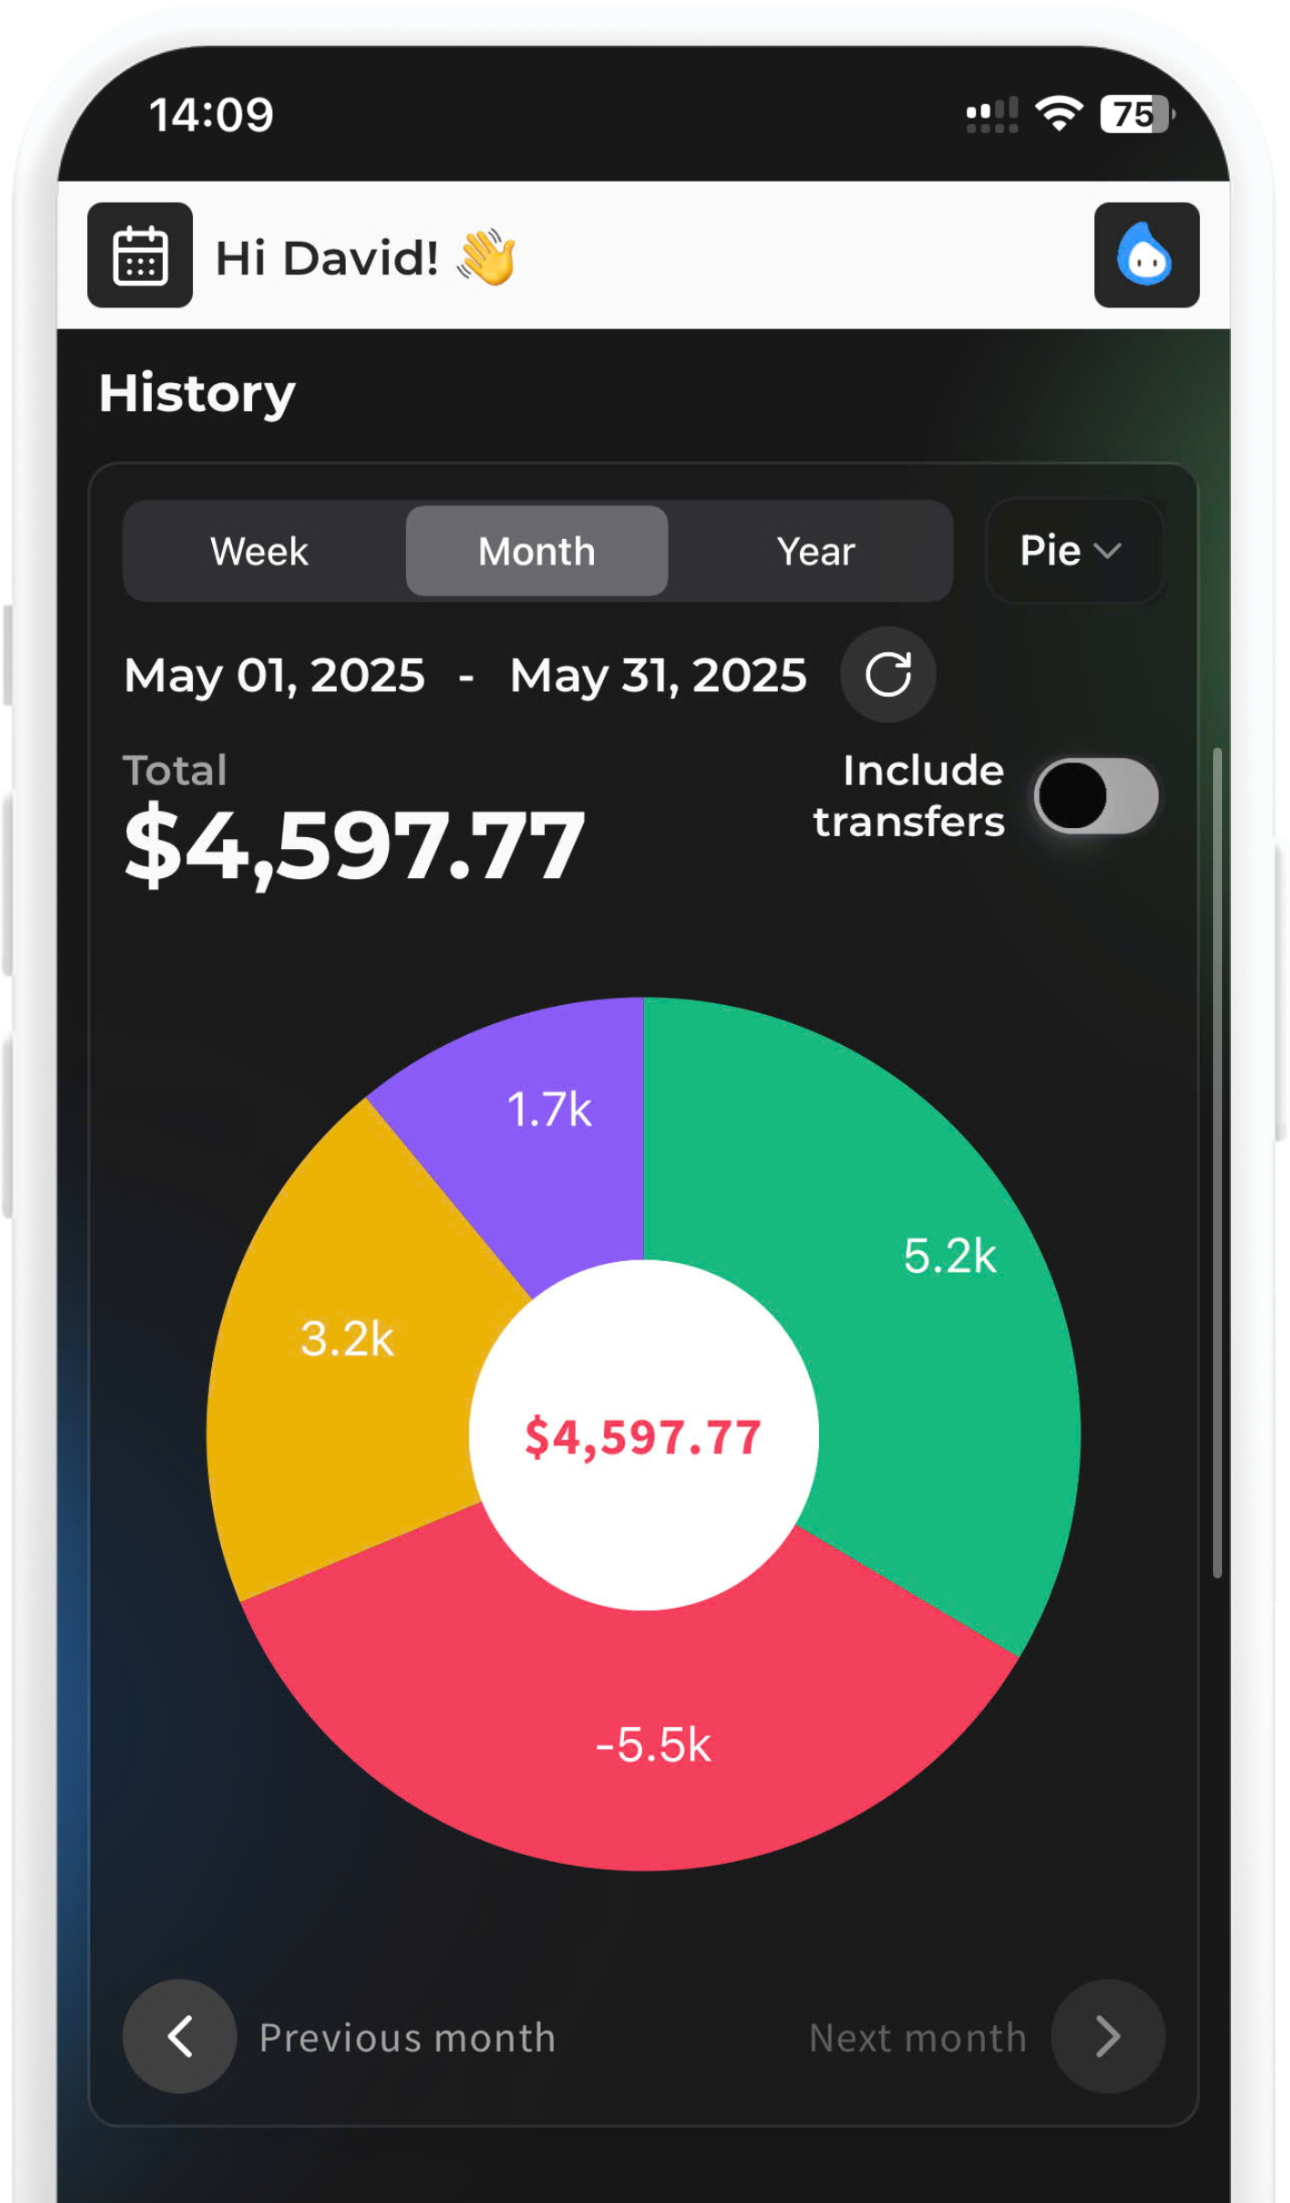 14:09
75
Hi David! 👋
History
Week Month Year Pie
May 01, 2025 - May 31, 2025
Total
$4,597.77
Include
transfers
1.7k
5.2k
3.2k
$4,597.77
-5.5k
Previous month
Next month